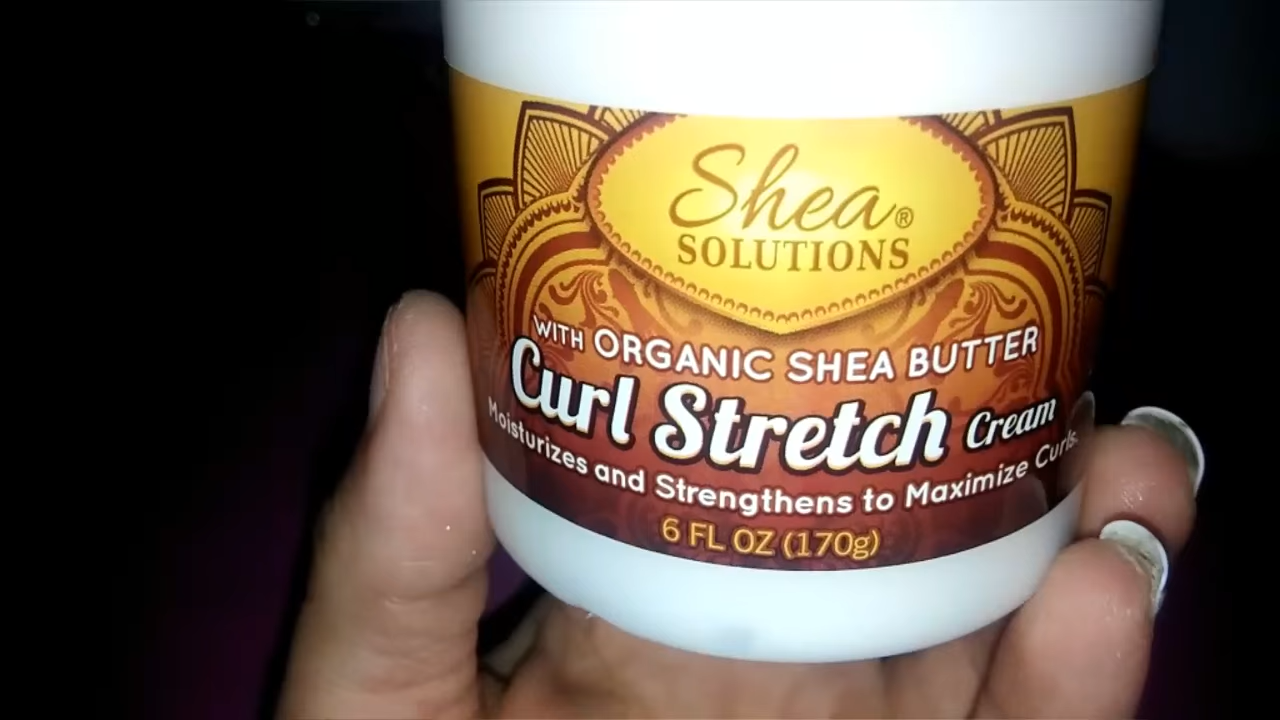 Shea®
SOLUTIONS
WITH ORGANIC SHEA BUTTER
Curl Stretch Cream
Moisturizes and Strengthens to Maximize Curls.
6 FL OZ (170g)